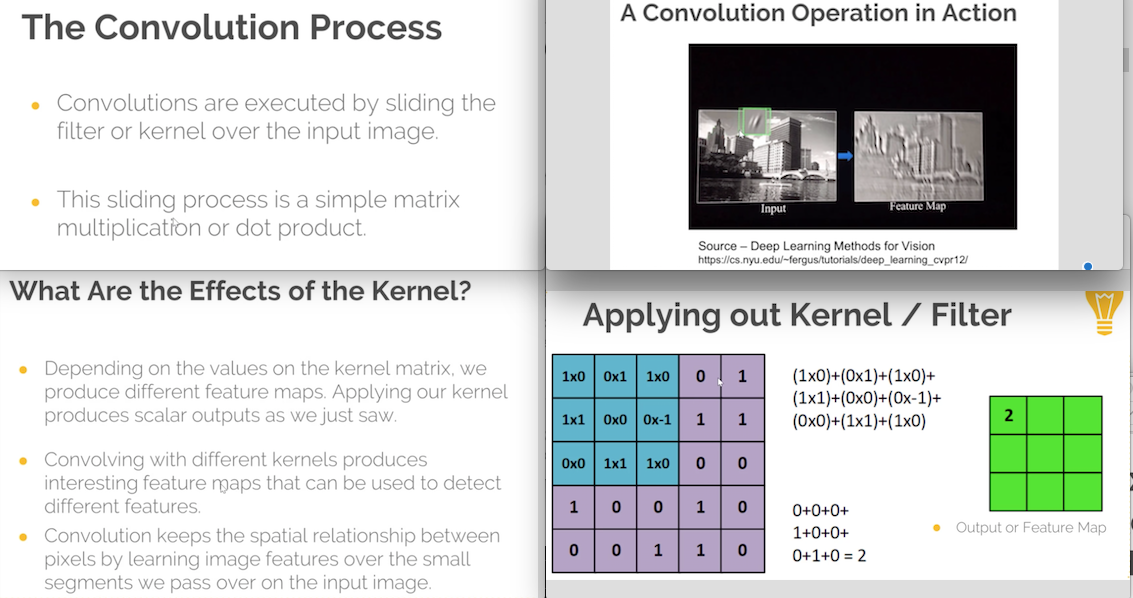 The Convolution Process
Convolutions are executed by sliding the
filter or kernel over the input image.
This sliding process is a simple matrix
multiplication or dot product.
A Convolution Operation in Action
Input
Feature Map
Source – Deep Learning Methods for Vision
https://cs.nyu.edu/~fergus/tutorials/deep_learning_cvpr12/
What Are the Effects of the Kernel?
Depending on the values on the kernel matrix, we
produce different feature maps. Applying our kernel
produces scalar outputs as we just saw.
Convolving with different kernels produces
interesting feature maps that can be used to detect
different features.
Convolution keeps the spatial relationship between
pixels by learning image features over the small
segments we pass over on the input image.
Applying out Kernel / Filter
1x0 0x1 1x0 0 1
1x1 0x0 0x-1 1 1
0x0 1x1 1x0 0 0
1 0 0 1 0
0 0 1 1 0
(1x0)+(0x1)+(1x0)+
(1x1)+(0x0)+(0x-1)+
(0x0)+(1x1)+(1x0)
0+0+0+
1+0+0+
0+1+0 = 2
2
Output or Feature Map